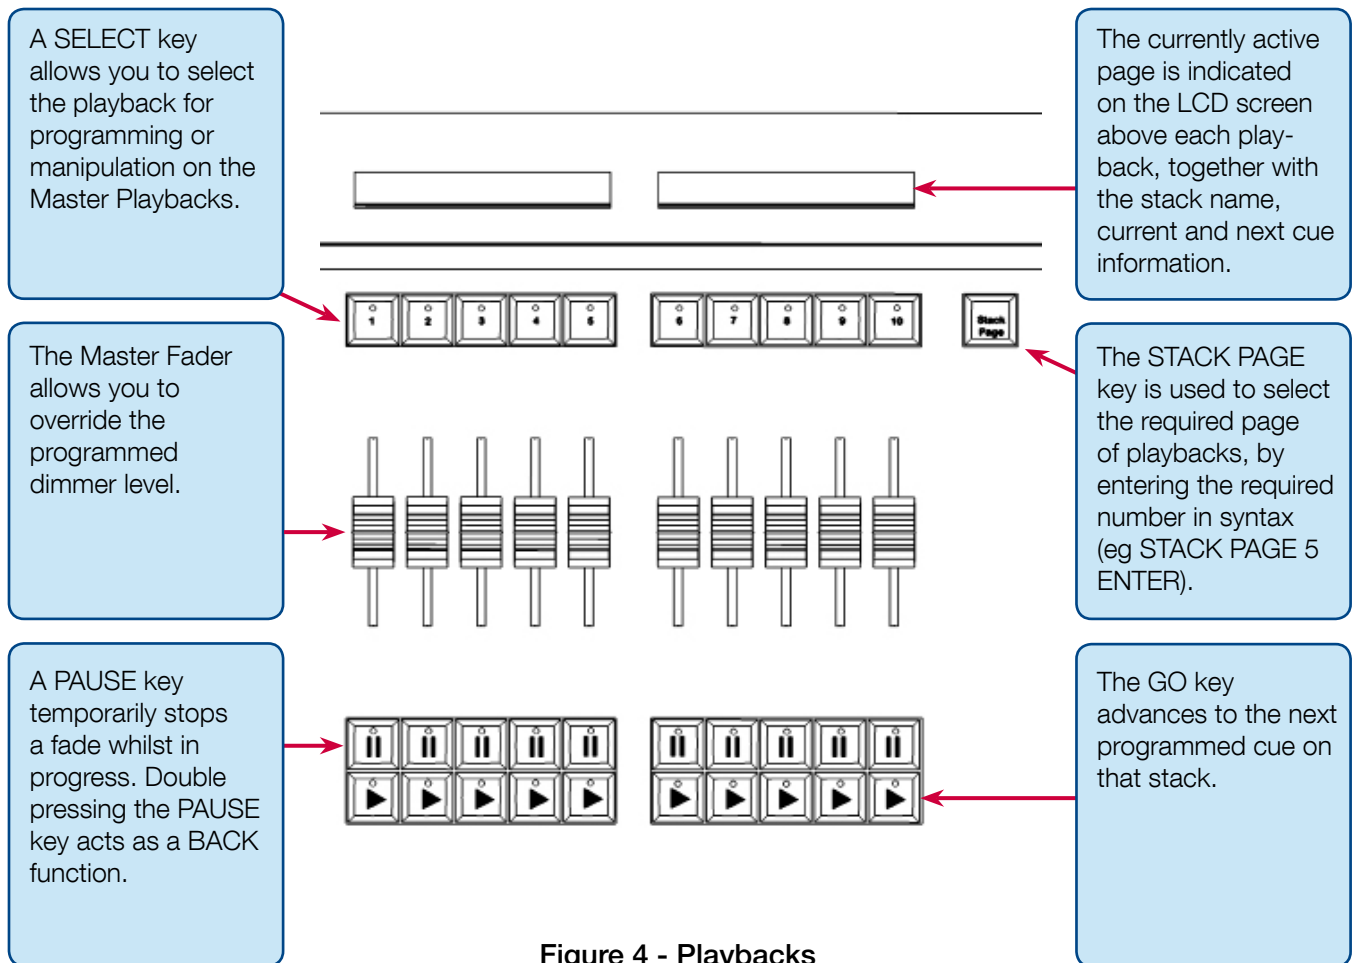 A SELECT key
allows you to select
the playback for
programming or
manipulation on the
Master Playbacks.
The currently active
page is indicated
on the LCD screen
above each play-
back, together with
the stack name,
current and next cue
information.
1 2 3 4 5 6 7 8 9 10
Stack
Page
The Master Fader
allows you to
override the
programmed
dimmer level.
The STACK PAGE
key is used to select
the required page
of playbacks, by
entering the required
number in syntax
(eg STACK PAGE 5
ENTER).
A PAUSE key
temporarily stops
a fade whilst in
progress. Double
pressing the PAUSE
key acts as a BACK
function.
The GO key
advances to the next
programmed cue on
that stack.
Figure 4 - Playbacks